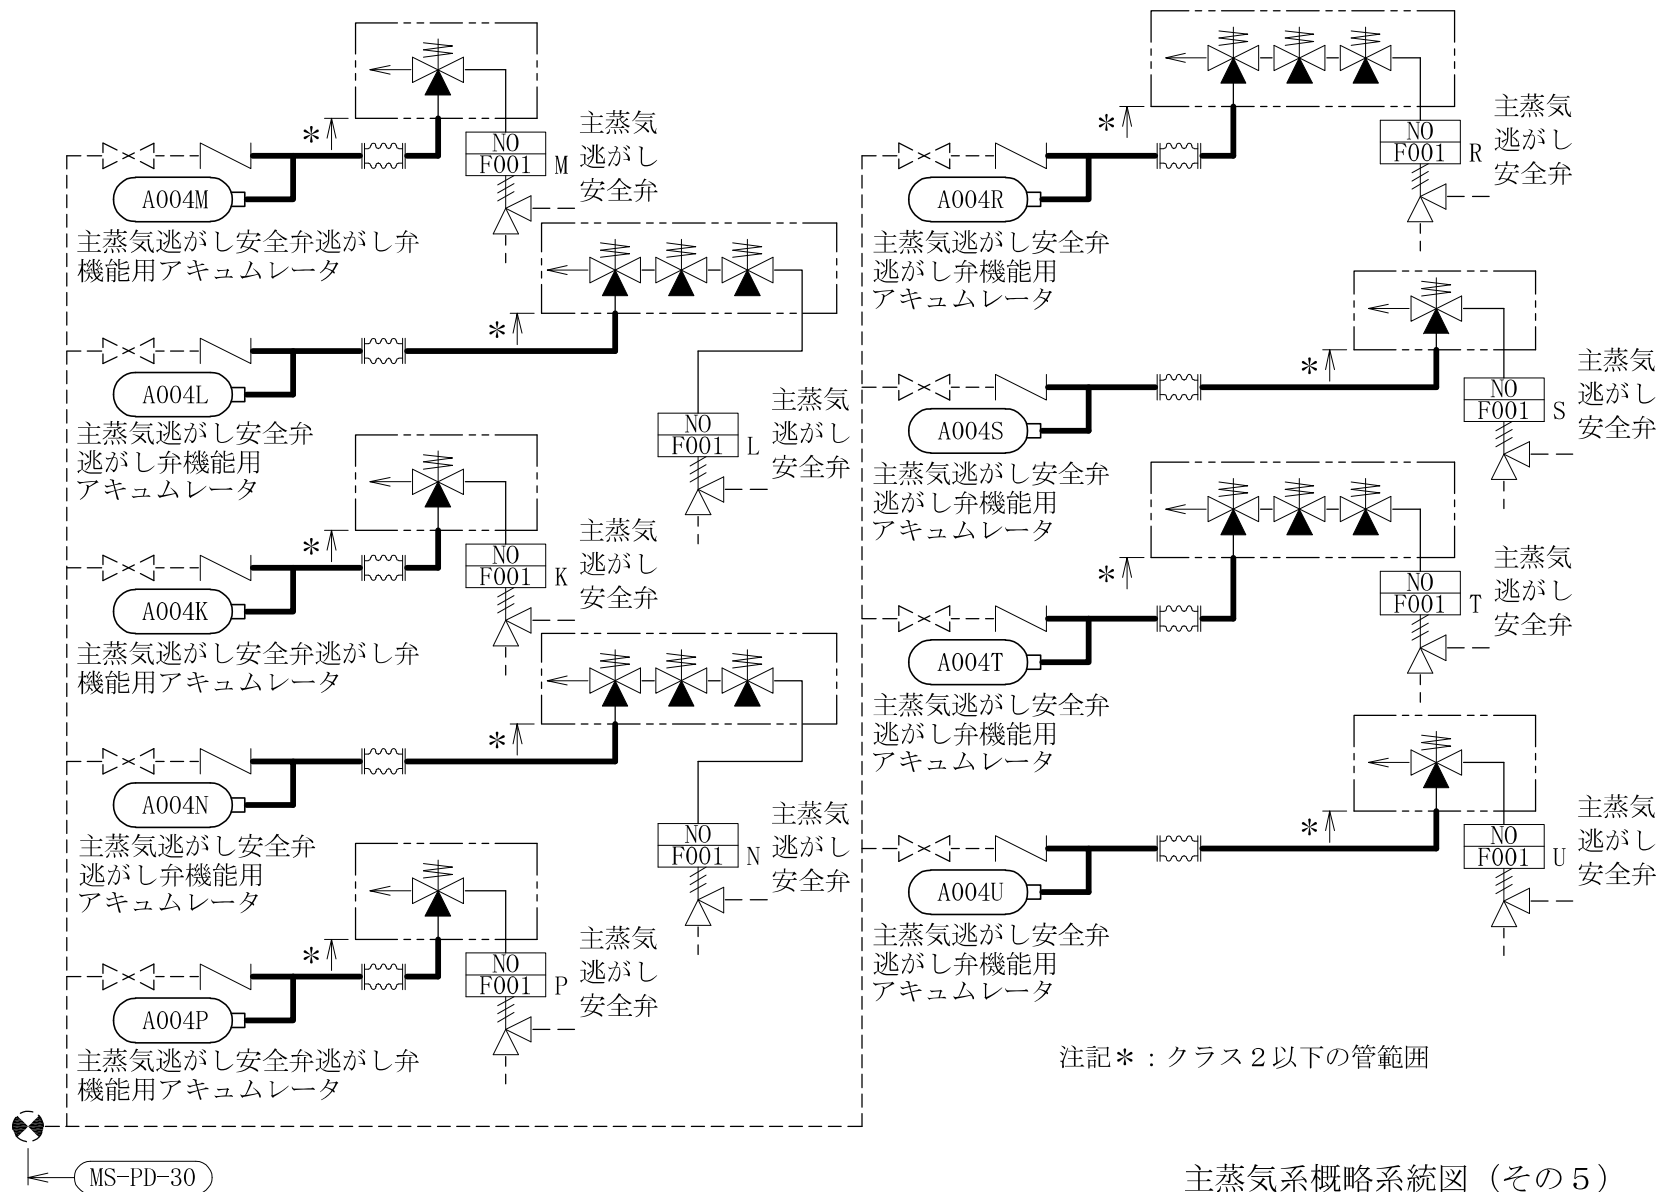 *
NO
F001 M
主蒸気
逃がし
安全弁
A004M
主蒸気逃がし安全弁逃がし弁
機能用アキュムレータ
*
NO
F001 L
主蒸気
逃がし
安全弁
A004L
主蒸気逃がし安全弁
逃がし弁機能用
アキュムレータ
*
NO
F001 K
主蒸気
逃がし
安全弁
A004K
主蒸気逃がし安全弁逃がし弁
機能用アキュムレータ
*
NO
F001 N
主蒸気
逃がし
安全弁
A004N
主蒸気逃がし安全弁
逃がし弁機能用
アキュムレータ
*
NO
F001 P
主蒸気
逃がし
安全弁
A004P
主蒸気逃がし安全弁逃がし弁
機能用アキュムレータ
MS-PD-30
*
NO
F001 R
主蒸気
逃がし
安全弁
A004R
主蒸気逃がし安全弁
逃がし弁機能用
アキュムレータ
*
NO
F001 S
主蒸気
逃がし
安全弁
A004S
主蒸気逃がし安全弁
逃がし弁機能用
アキュムレータ
*
NO
F001 T
主蒸気
逃がし
安全弁
A004T
主蒸気逃がし安全弁
逃がし弁機能用
アキュムレータ
*
NO
F001 U
主蒸気
逃がし
安全弁
A004U
主蒸気逃がし安全弁
逃がし弁機能用
アキュムレータ
注記＊：クラス２以下の管範囲
主蒸気系概略系統図（その５）